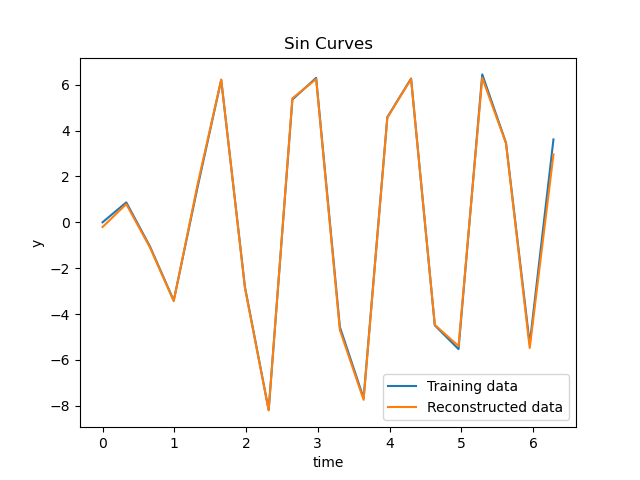 Sin Curves
y
6
4
2
0
−2
−4
−6
−8
0 1 2 3 4 5 6
time
Training data
Reconstructed data